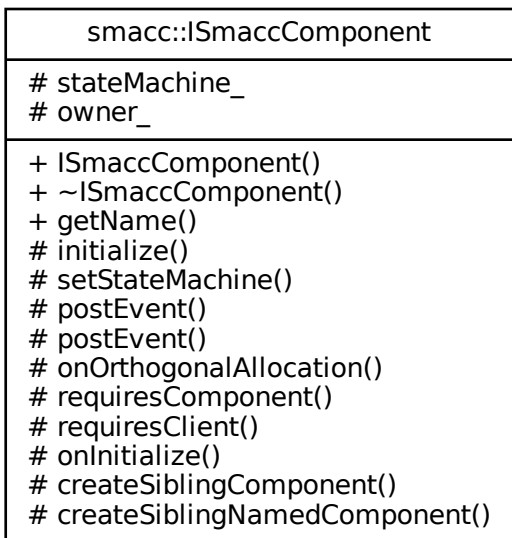 smacc::ISmaccComponent
# stateMachine_
# owner_
+ ISmaccComponent()
+ ~ISmaccComponent()
+ getName()
# initialize()
# setStateMachine()
# postEvent()
# postEvent()
# onOrthogonalAllocation()
# requiresComponent()
# requiresClient()
# onInitialize()
# createSiblingComponent()
# createSiblingNamedComponent()